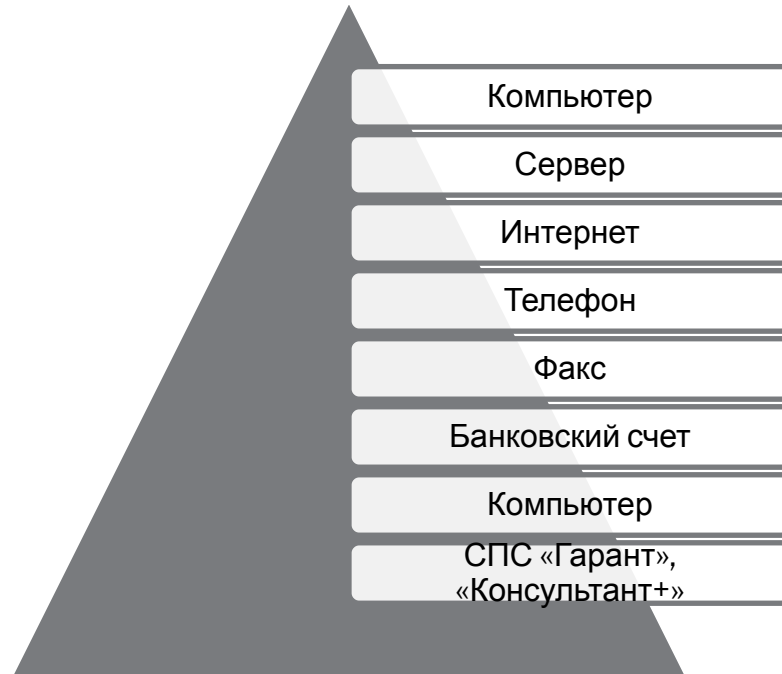 Компьютер
Сервер
Интернет
Телефон
Факс
Банковский счет
Компьютер
СПС «Гарант»,
«Консультант+»